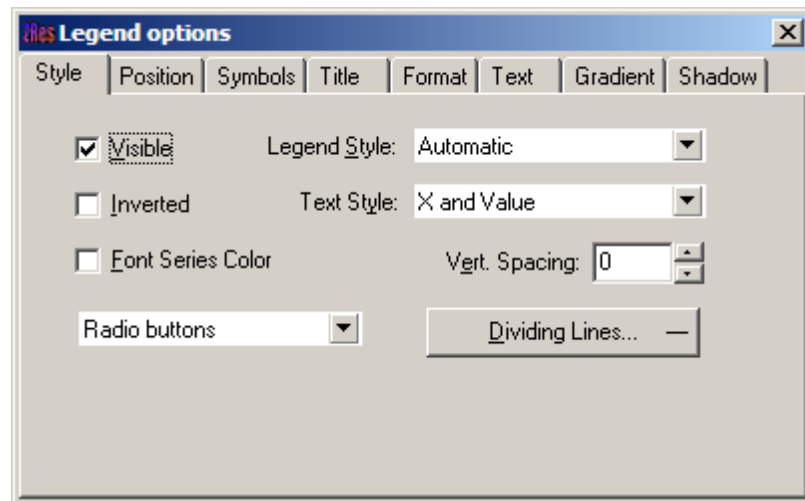 iRes Legend options
Style Position Symbols Title Format Text Gradient Shadow
Visible Legend Style: Automatic
Inverted Text Style: X and Value
Font Series Color Vert. Spacing: 0
Radio buttons Dividing Lines...